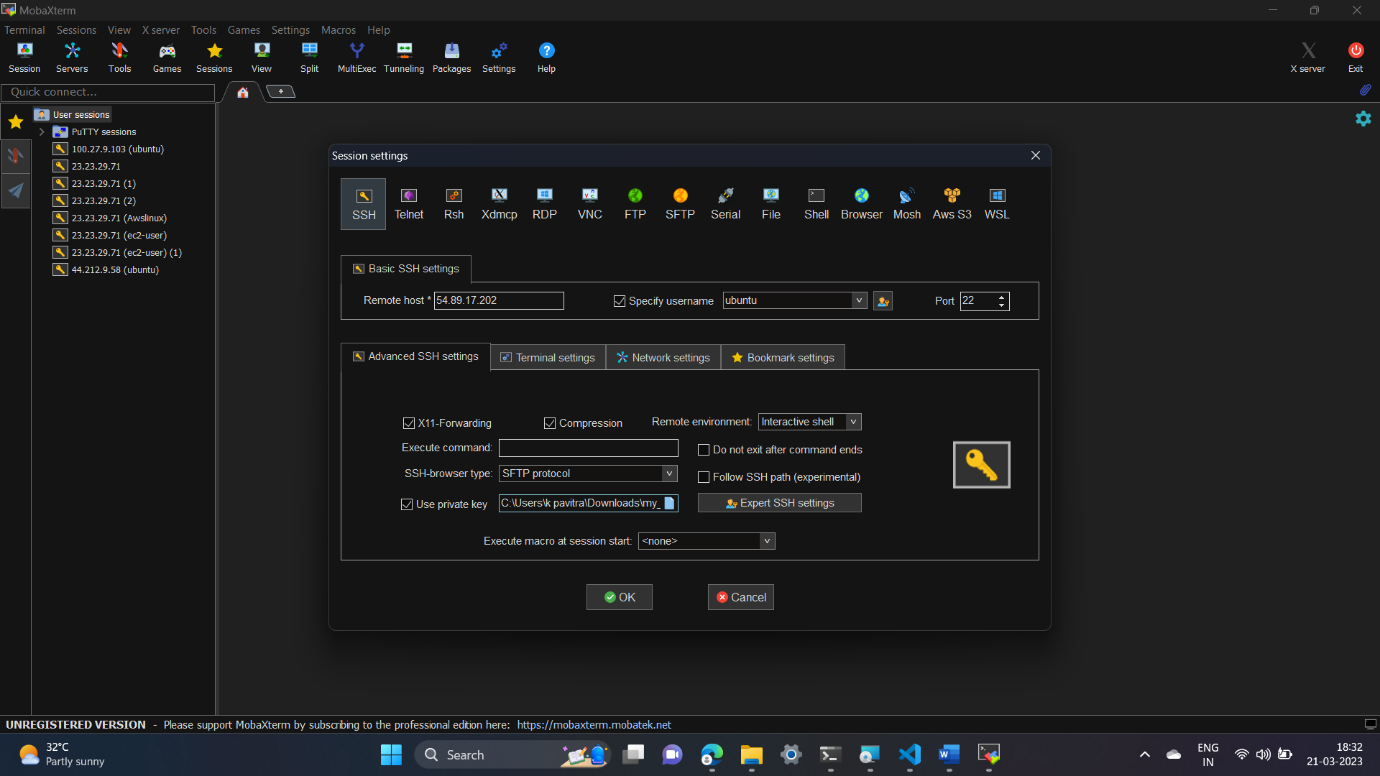 MobaXterm
Terminal Sessions View X server Tools Games Settings Macros Help
Session Servers Tools Games Sessions View Split MultiExec Tunneling Packages Settings Help X server Exit
Quick connect...
User sessions
PuTTY sessions
100.27.9.103 (ubuntu)
23.23.29.71
23.23.29.71 (1)
23.23.29.71 (2)
23.23.29.71 (Awslinux)
23.23.29.71 (ec2-user)
23.23.29.71 (ec2-user) (1)
44.212.9.58 (ubuntu)
Session settings
SSH Telnet Rsh Xdmcp RDP VNC FTP SFTP Serial File Shell Browser Mosh Aws S3 WSL
Basic SSH settings
Remote host * 54.89.17.202 Specify username ubuntu Port 22
Advanced SSH settings Terminal settings Network settings Bookmark settings
X11-Forwarding Compression Remote environment: Interactive shell
Execute command: Do not exit after command ends
SSH-browser type: SFTP protocol Follow SSH path (experimental)
Use private key C:\Users\k pavitra\Downloads\my_ Expert SSH settings
Execute macro at session start: <none>
OK Cancel
UNREGISTERED VERSION - Please support MobaXterm by subscribing to the professional edition here: https://mobaxterm.mobatek.net
32°C
Partly sunny
Search
ENG
IN
18:32
21-03-2023